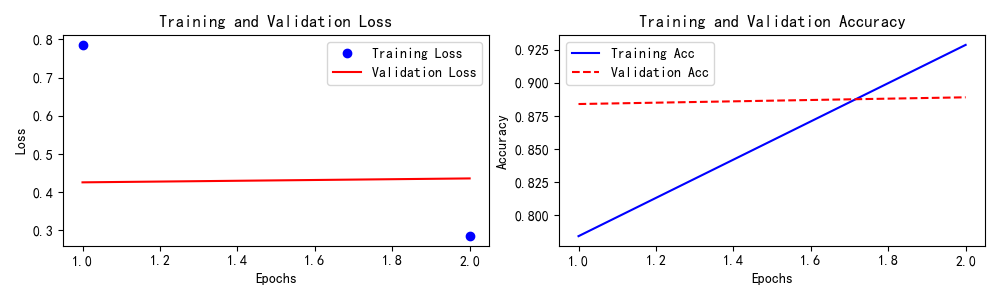 Training and Validation Loss
0.8
0.7
0.6
0.5
0.4
0.3
Loss
Training Loss
Validation Loss
1.0 1.2 1.4 1.6 1.8 2.0
Epochs
Training and Validation Accuracy
0.925
0.900
0.875
0.850
0.825
0.800
Accuracy
Training Acc
Validation Acc
1.0 1.2 1.4 1.6 1.8 2.0
Epochs